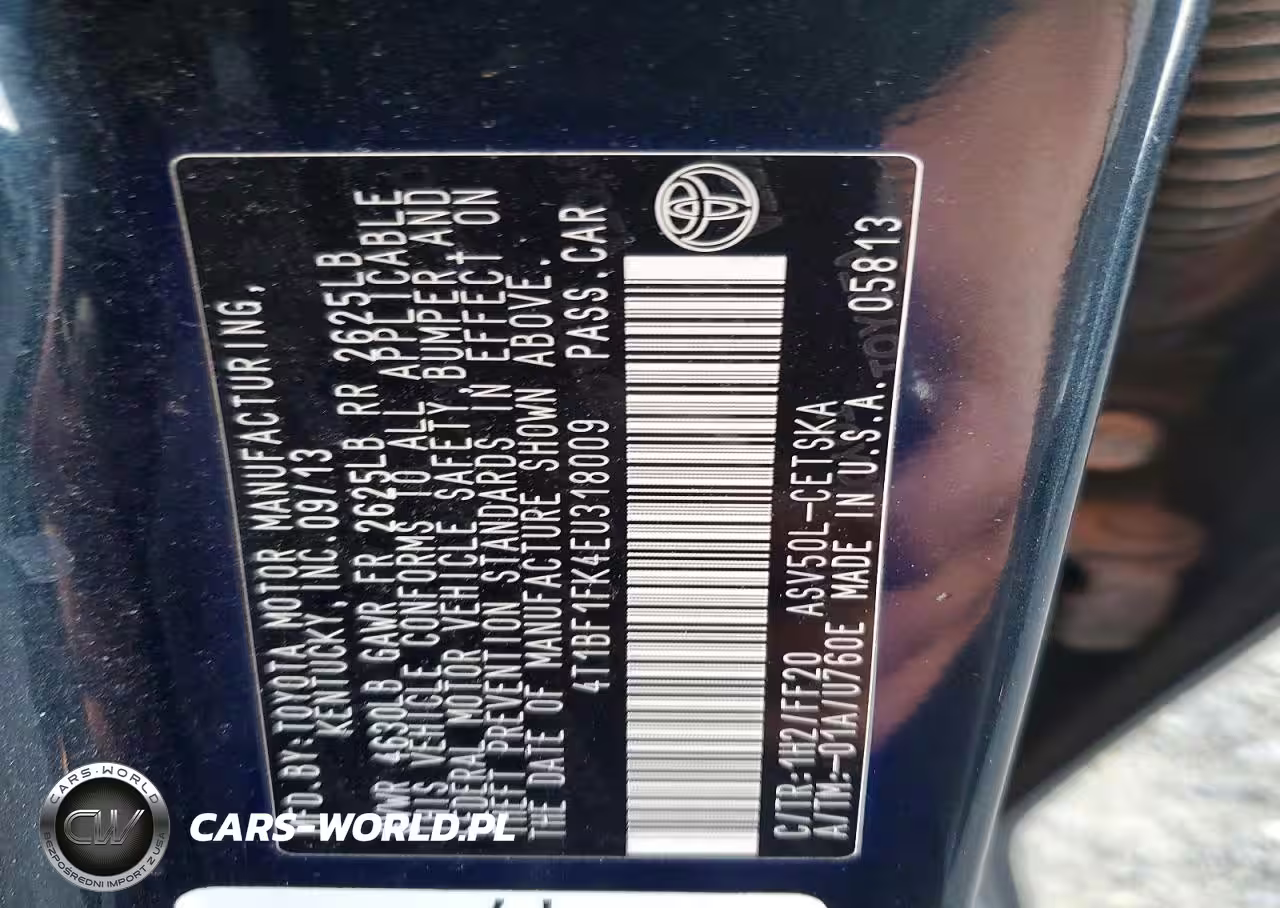 MFD.BY:TOYOTA MOTOR MANUFACTURING,
KENTUCKY,INC.09/13
GVWR 4630LB GAWR FR 2625LB RR 2625LB
THIS VEHICLE CONFORMS TO ALL APPLICABLE
FEDERAL MOTOR VEHICLE SAFETY,BUMPER,AND
THEFT PREVENTION STANDARDS IN EFFECT ON
THE DATE OF MANUFACTURE SHOWN ABOVE.
4T1BF1FK4EU318009 PASS.CAR
C/TR:1H2/FF20 ASV50L-CETSKA
A/TM:-01A/U760E MADE IN U.S.A. 05813
CARS-WORLD
CW
BEZPOŚREDNI IMPORT Z USA
CARS-WORLD.PL